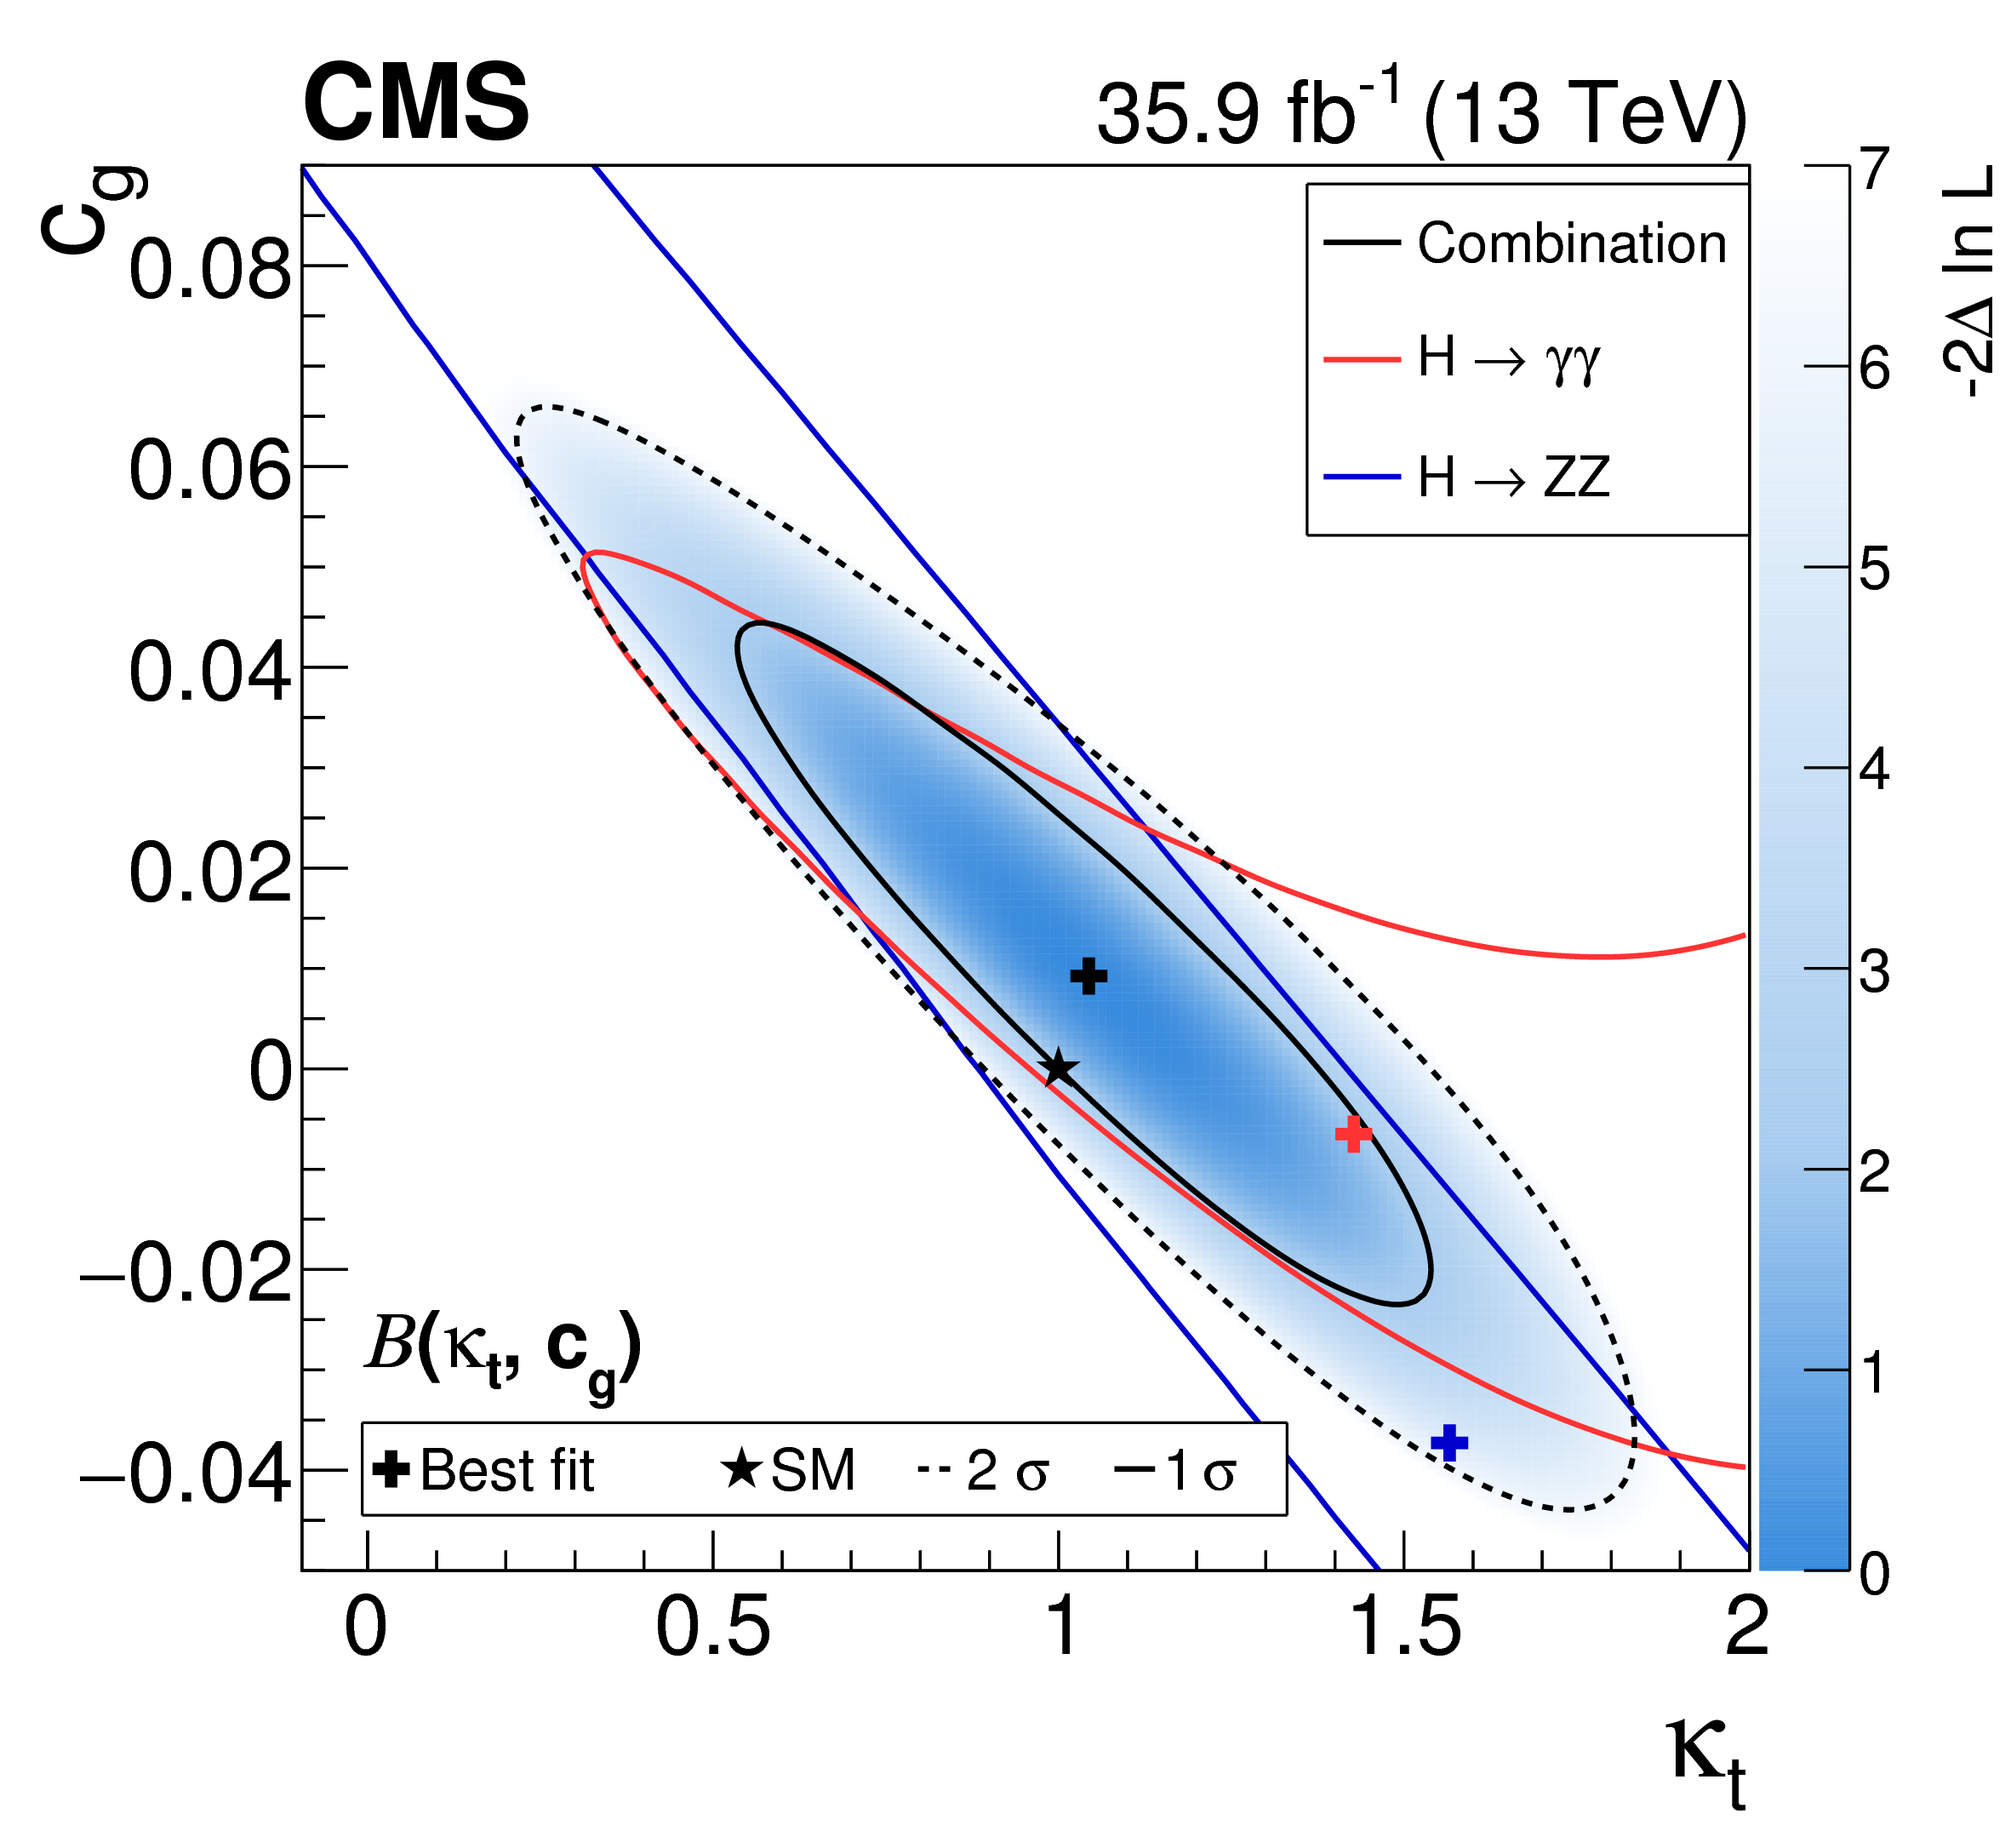 CMS
35.9 fb⁻¹ (13 TeV)
c_g
0.08
0.06
0.04
0.02
0
−0.02
−0.04
Combination
H → γγ
H → ZZ
B(κ_t, c_g)
Best fit
SM
2 σ
1 σ
0
0.5
1
1.5
2
κ_t
7
6
5
4
3
2
1
0
-2Δ ln L